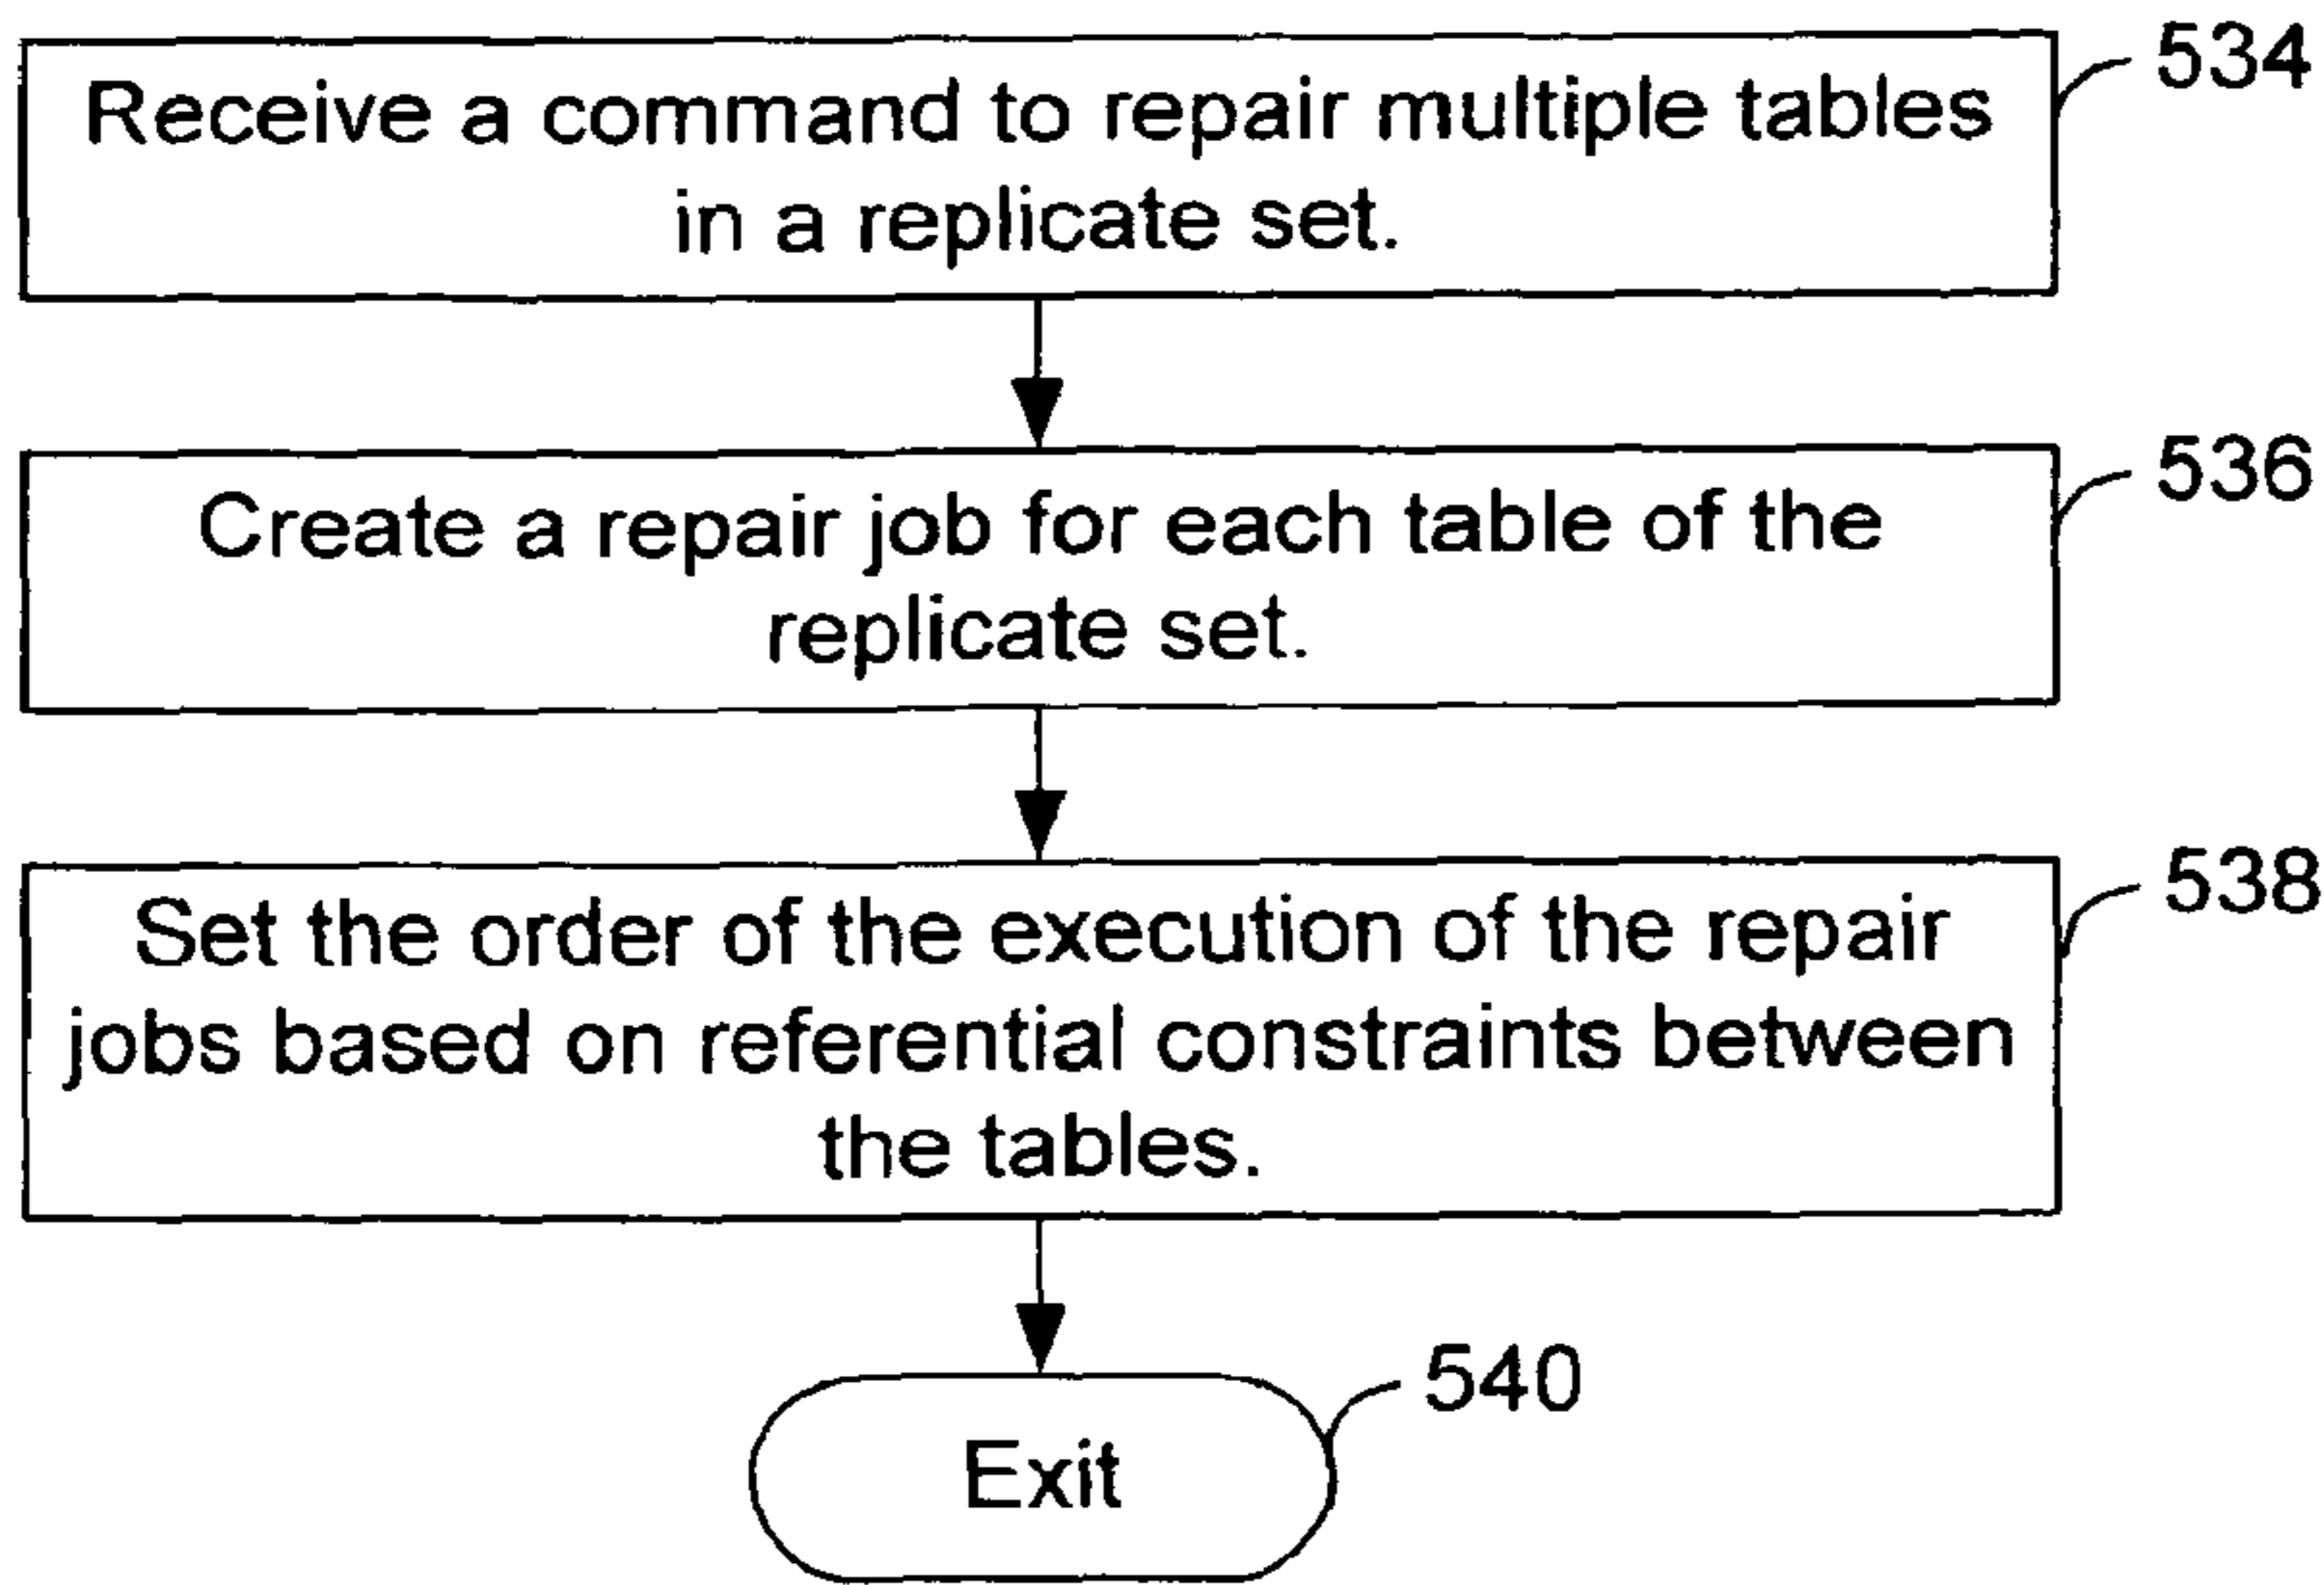 Receive a command to repair multiple tables
in a replicate set.
534
Create a repair job for each table of the
replicate set.
536
Set the order of the execution of the repair
jobs based on referential constraints between
the tables.
538
Exit
540